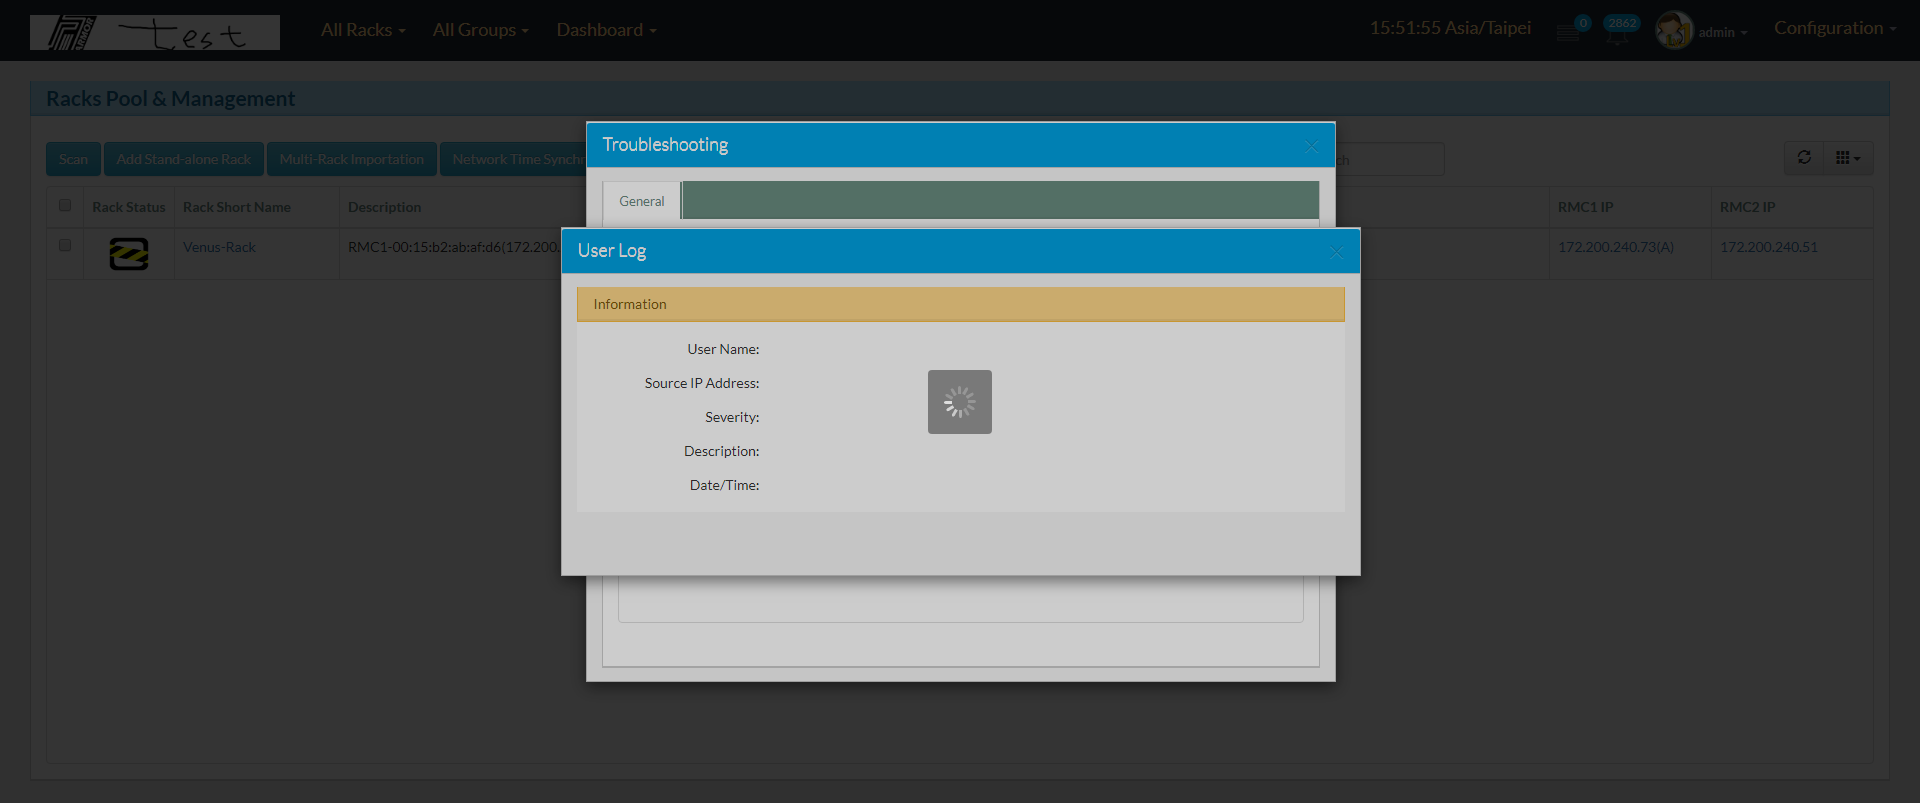 ARMOR test All Racks All Groups Dashboard 15:51:55 Asia/Taipei 0 2862 admin Configuration
Racks Pool & Management
Troubleshooting
Scan Add Stand-alone Rack Multi-Rack Importation Network Time Synchr
General
Rack Status Rack Short Name Description RMC1 IP RMC2 IP
Venus-Rack RMC1-00:15:b2:ab:af:d6(172.200. 172.200.240.73(A) 172.200.240.51
User Log
Information
User Name:
Source IP Address:
Severity:
Description:
Date/Time: